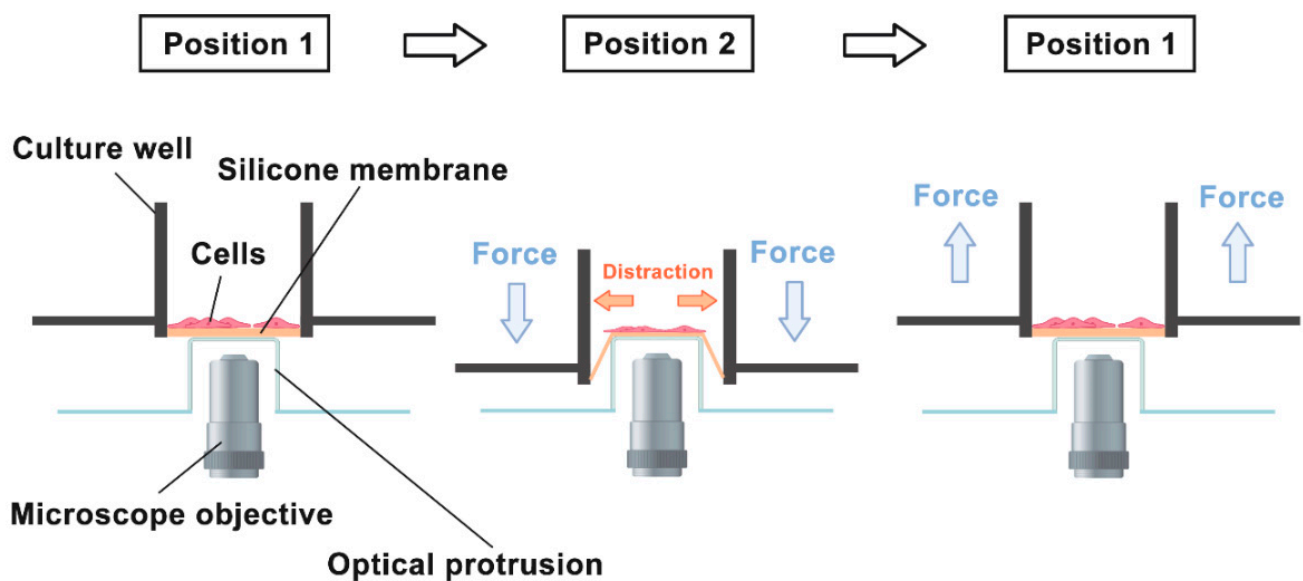 Position 1
Position 2
Position 1
Culture well
Silicone membrane
Cells
Force
Distraction
Force
Force
Force
Microscope objective
Optical protrusion